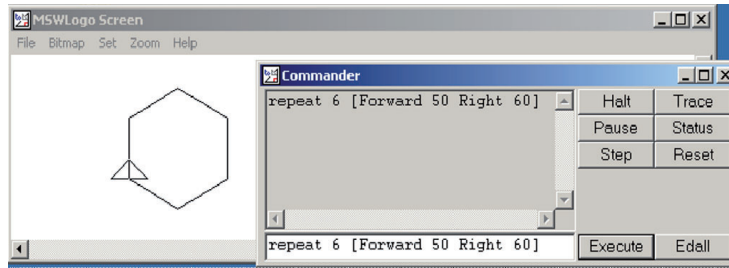 MSWLogo Screen
File Bitmap Set Zoom Help
Commander
repeat 6 [Forward 50 Right 60]
Halt Trace
Pause Status
Step Reset
repeat 6 [Forward 50 Right 60]
Execute Edall